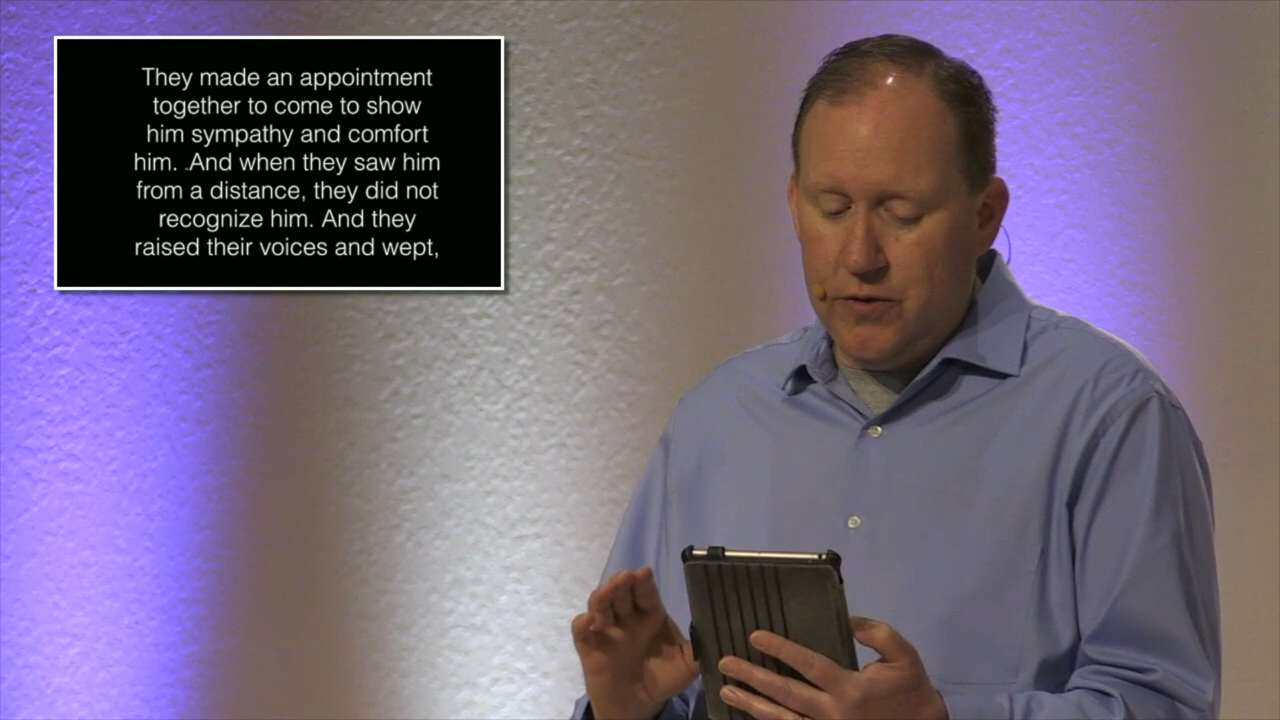 They made an appointment
together to come to show
him sympathy and comfort
him. And when they saw him
from a distance, they did not
recognize him. And they
raised their voices and wept,